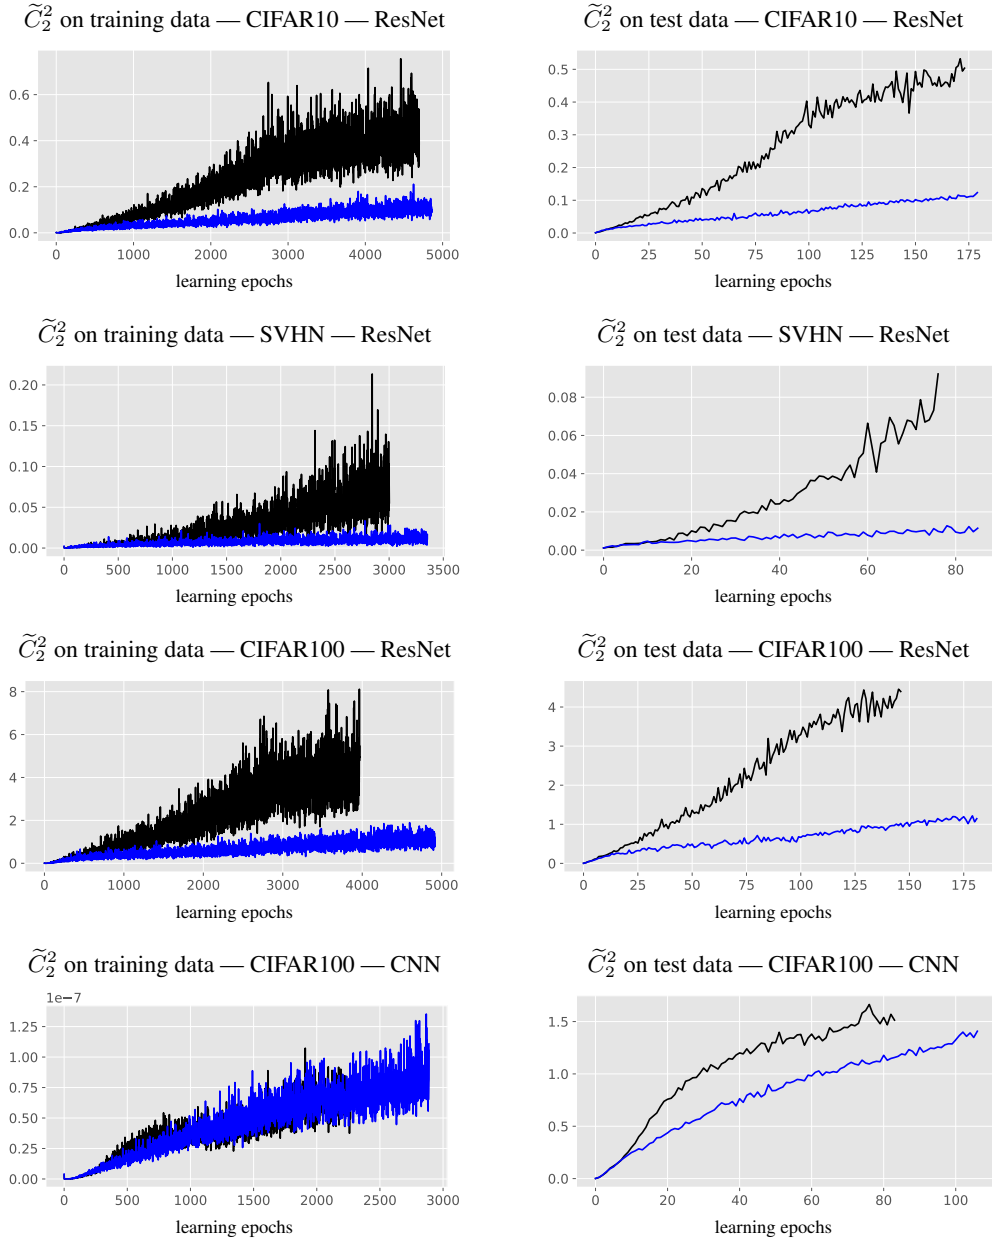 C̃₂² on training data — CIFAR10 — ResNet
0.6
0.4
0.2
0.0
0 1000 2000 3000 4000 5000
learning epochs
C̃₂² on test data — CIFAR10 — ResNet
0.5
0.4
0.3
0.2
0.1
0.0
0 25 50 75 100 125 150 175
learning epochs
C̃₂² on training data — SVHN — ResNet
0.20
0.15
0.10
0.05
0.00
0 500 1000 1500 2000 2500 3000 3500
learning epochs
C̃₂² on test data — SVHN — ResNet
0.08
0.06
0.04
0.02
0.00
0 20 40 60 80
learning epochs
C̃₂² on training data — CIFAR100 — ResNet
8
6
4
2
0
0 1000 2000 3000 4000 5000
learning epochs
C̃₂² on test data — CIFAR100 — ResNet
4
3
2
1
0
0 25 50 75 100 125 150 175
learning epochs
C̃₂² on training data — CIFAR100 — CNN
1e−7
1.25
1.00
0.75
0.50
0.25
0.00
0 500 1000 1500 2000 2500 3000
learning epochs
C̃₂² on test data — CIFAR100 — CNN
1.5
1.0
0.5
0.0
0 20 40 60 80 100
learning epochs